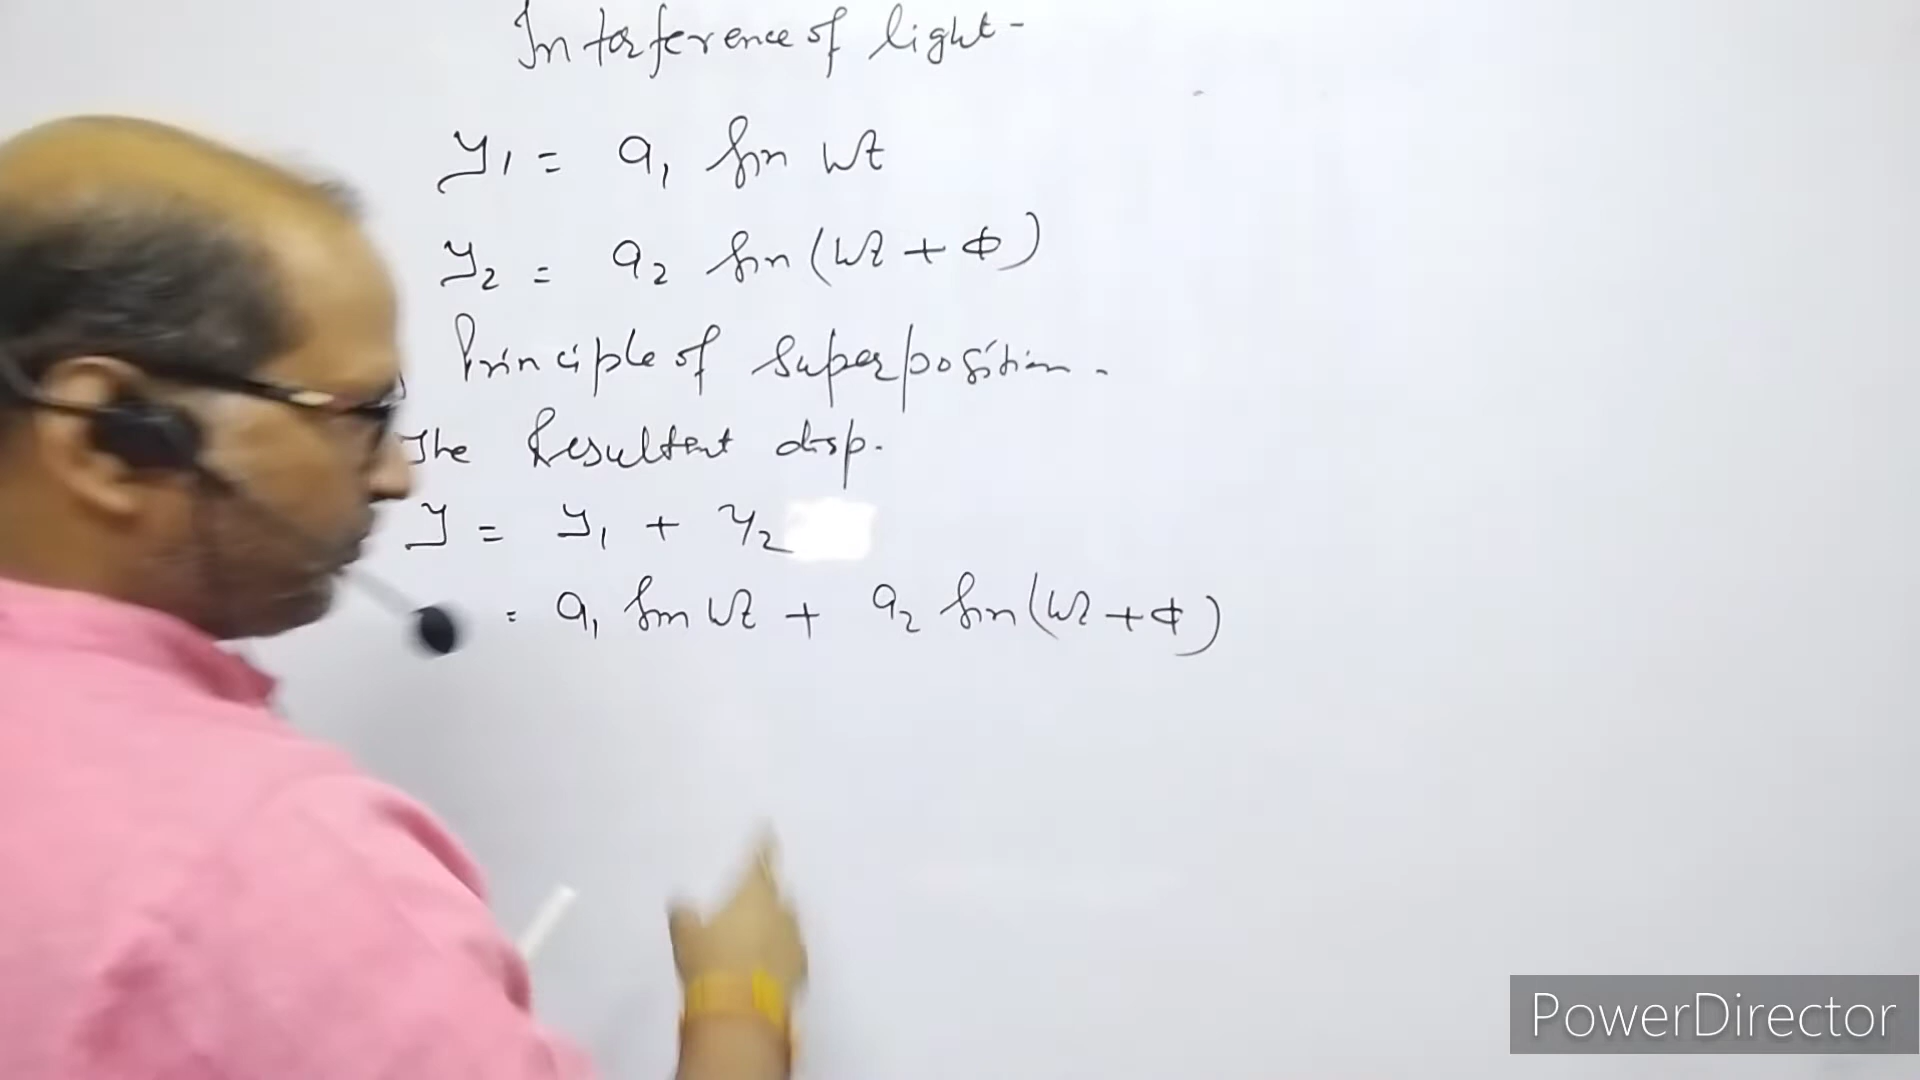 Interference of light-
y₁ = a₁ sin ωt
y₂ = a₂ sin (ωt + Φ)
Principle of superposition.
The Resultant disp.
y = y₁ + y₂
= a₁ sin ωt + a₂ sin (ωt + Φ)
PowerDirector